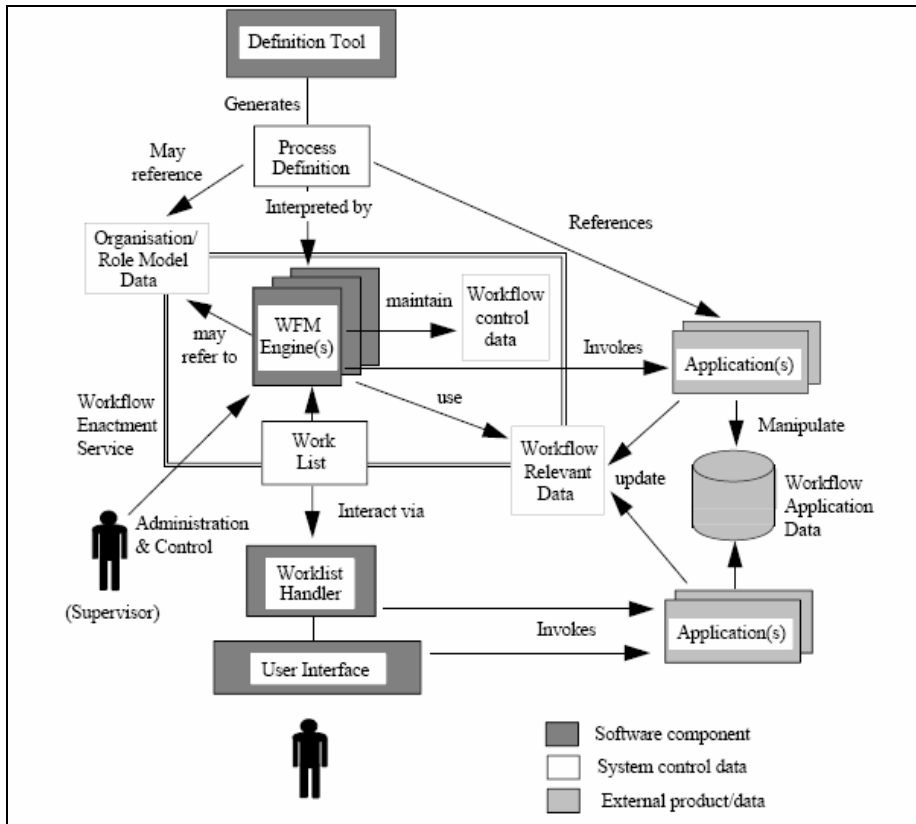 Definition Tool
Generates
Process
Definition
May
reference
Interpreted by
References
Organisation/
Role Model
Data
WFM
Engine(s)
maintain
Workflow
control
data
may
refer to
Invokes
Application(s)
use
Workflow
Enactment
Service
Work
List
Workflow
Relevant
Data
update
Manipulate
Workflow
Application
Data
Interact via
Administration
& Control
(Supervisor)
Worklist
Handler
Invokes
Application(s)
User Interface
Software component
System control data
External product/data